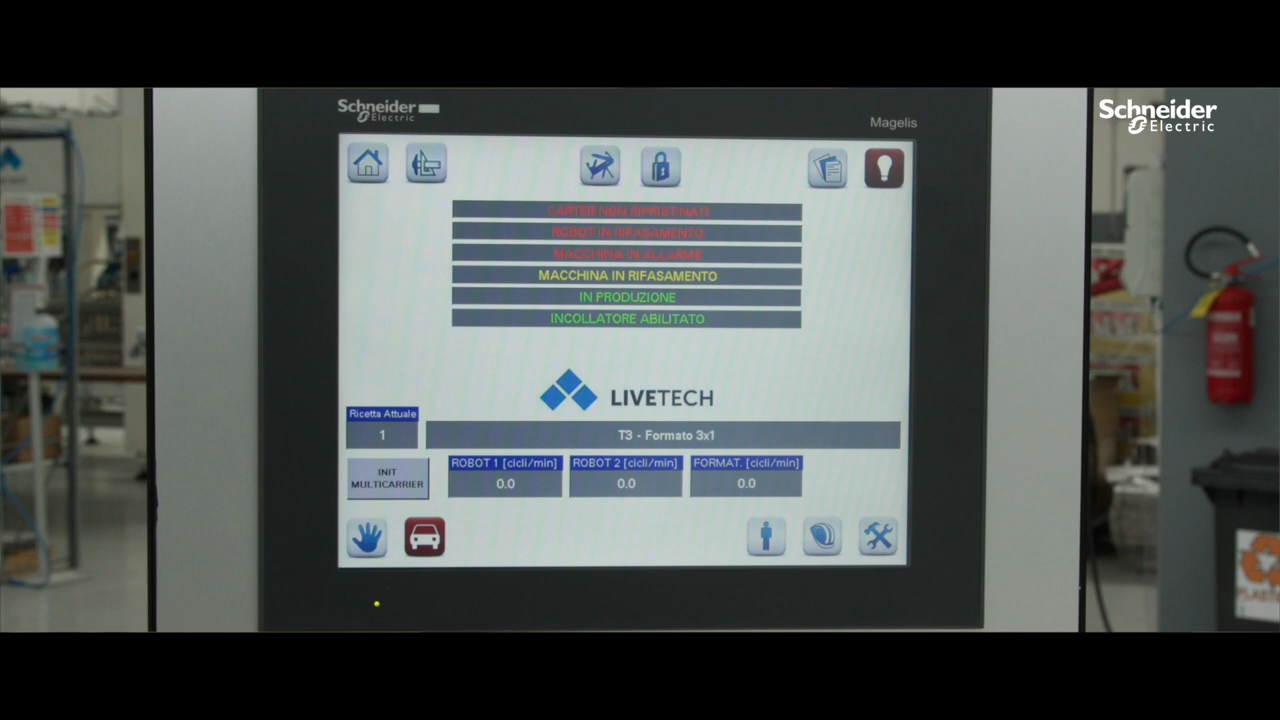 Schneider
Electric
Magelis
Schneider
Electric
CARTER NON RIPRISTINATI
ROBOT IN RIFASAMENTO
MACCHINA IN ALLARME
MACCHINA IN RIFASAMENTO
IN PRODUZIONE
INCOLLATORE ABILITATO
LIVETECH
Ricetta Attuale
1
T3 - Formato 3x1
INIT
MULTICARRIER
ROBOT 1 [cicli/min]
0.0
ROBOT 2 [cicli/min]
0.0
FORMAT. [cicli/min]
0.0